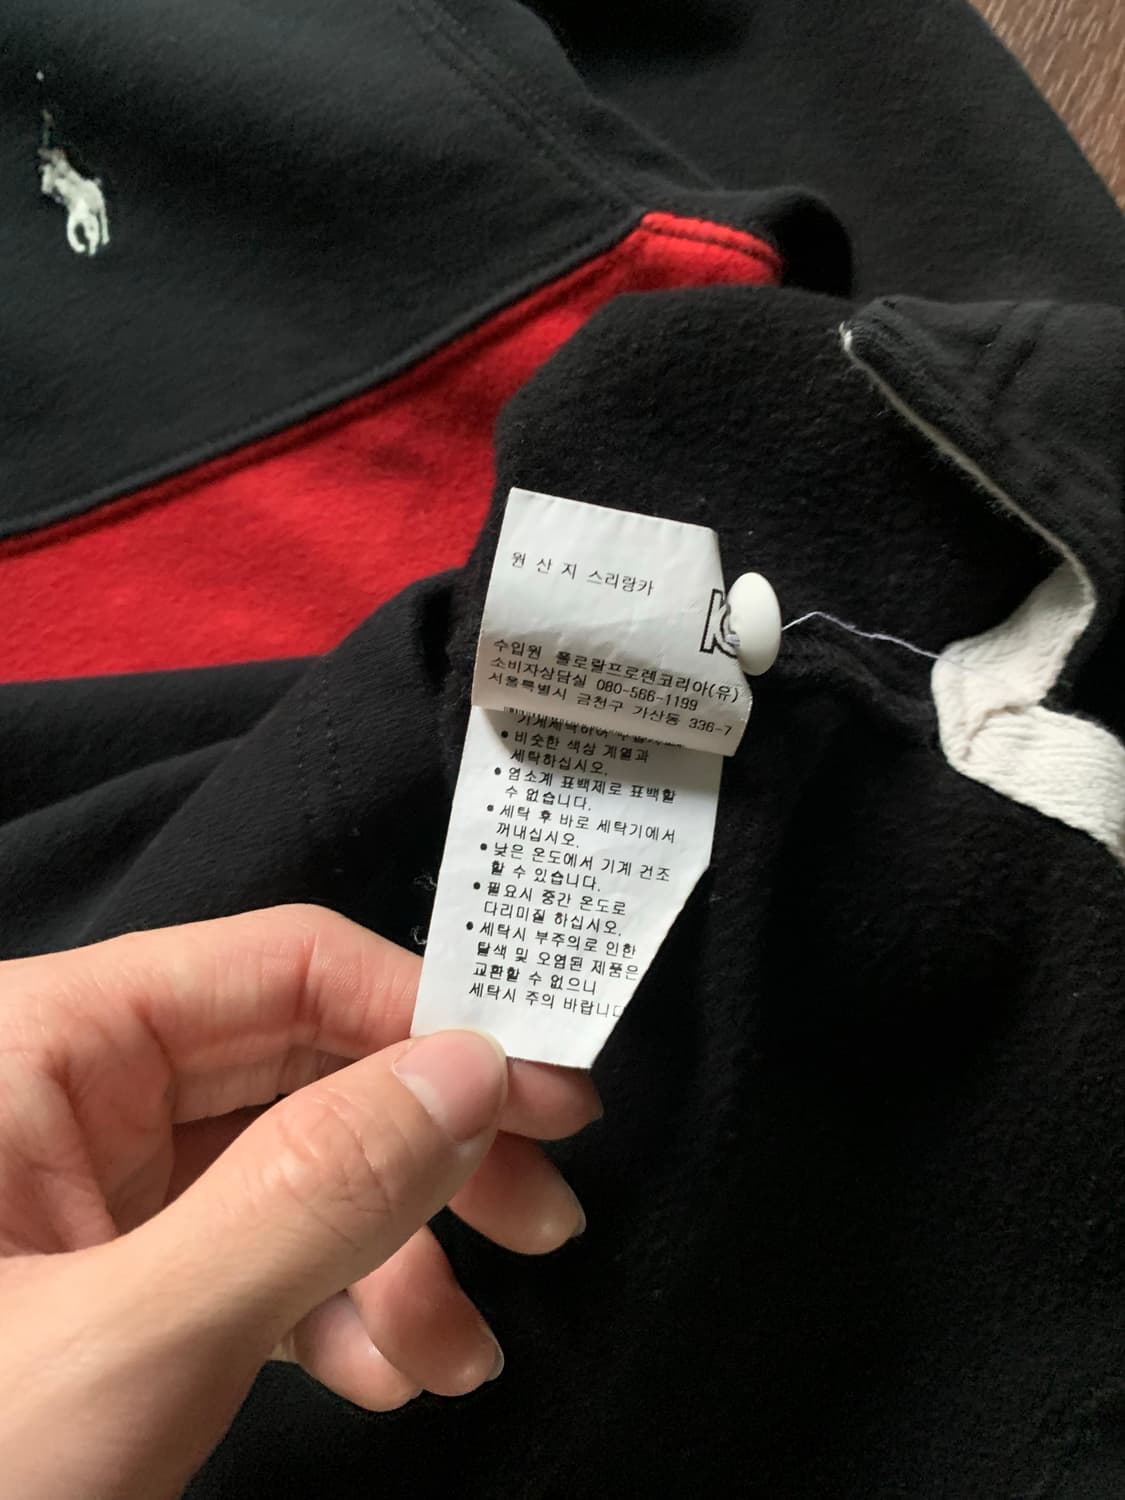 원 산 지 스리랑카
수입원 폴로랄프로렌코리아(유)
소비자상담실 080-566-1199
서울특별시 금천구 가산동 336-7
• 비슷한 색상 계열과
세탁하십시오.
• 염소계 표백제로 표백할
수 없습니다.
• 세탁 후 바로 세탁기에서
꺼내십시오.
• 낮은 온도에서 기계 건조
할 수 있습니다.
• 필요시 중간 온도로
다리미질 하십시오.
• 세탁시 부주의로 인한
탈색 및 오염된 제품은
교환할 수 없으니
세탁시 주의 바랍니다